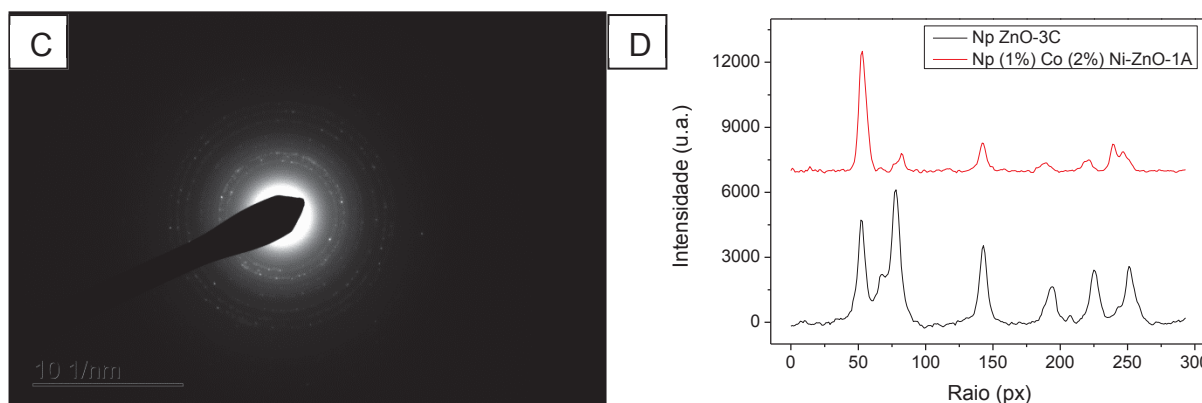 C
10 1/nm
D
Np ZnO-3C
Np (1%) Co (2%) Ni-ZnO-1A
Intensidade (u.a.)
12000
9000
6000
3000
0
0 50 100 150 200 250 300
Raio (px)